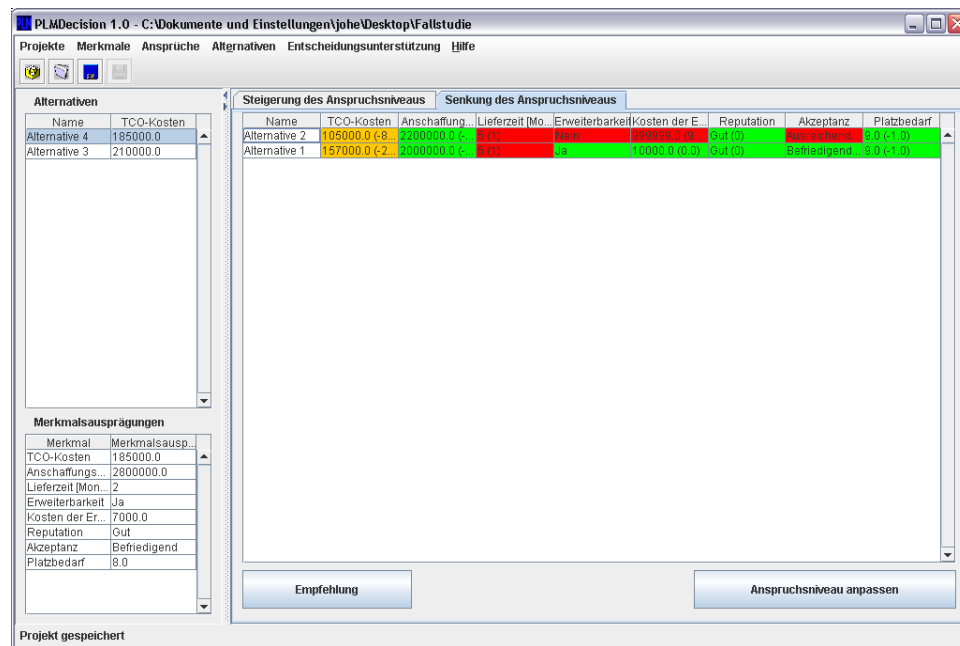 PLMDecision 1.0 - C:\Dokumente und Einstellungen\johe\Desktop\Fallstudie
Projekte Merkmale Ansprüche Alternativen Entscheidungsunterstützung Hilfe
Alternativen
Name TCO-Kosten
Alternative 4 185000.0
Alternative 3 210000.0
Merkmalsausprägungen
Merkmal Merkmalsausp...
TCO-Kosten 185000.0
Anschaffungs... 2800000.0
Lieferzeit [Mon... 2
Erweiterbarkeit Ja
Kosten der Er... 7000.0
Reputation Gut
Akzeptanz Befriedigend
Platzbedarf 8.0
Steigerung des Anspruchsniveaus Senkung des Anspruchsniveaus
Name TCO-Kosten Anschaffung... Lieferzeit [Mo... Erweiterbarkeit Kosten der E... Reputation Akzeptanz Platzbedarf
Alternative 2 105000.0 (-8... 2200000.0 (-... 5 (1) Nein 999999.0 (9... Gut (0) Ausreichend... 9.0 (-1.0)
Alternative 1 157000.0 (-2... 2000000.0 (-... 5 (1) Ja 10000.0 (0.0) Gut (0) Befriedigend... 9.0 (-1.0)
Empfehlung Anspruchsniveau anpassen
Projekt gespeichert